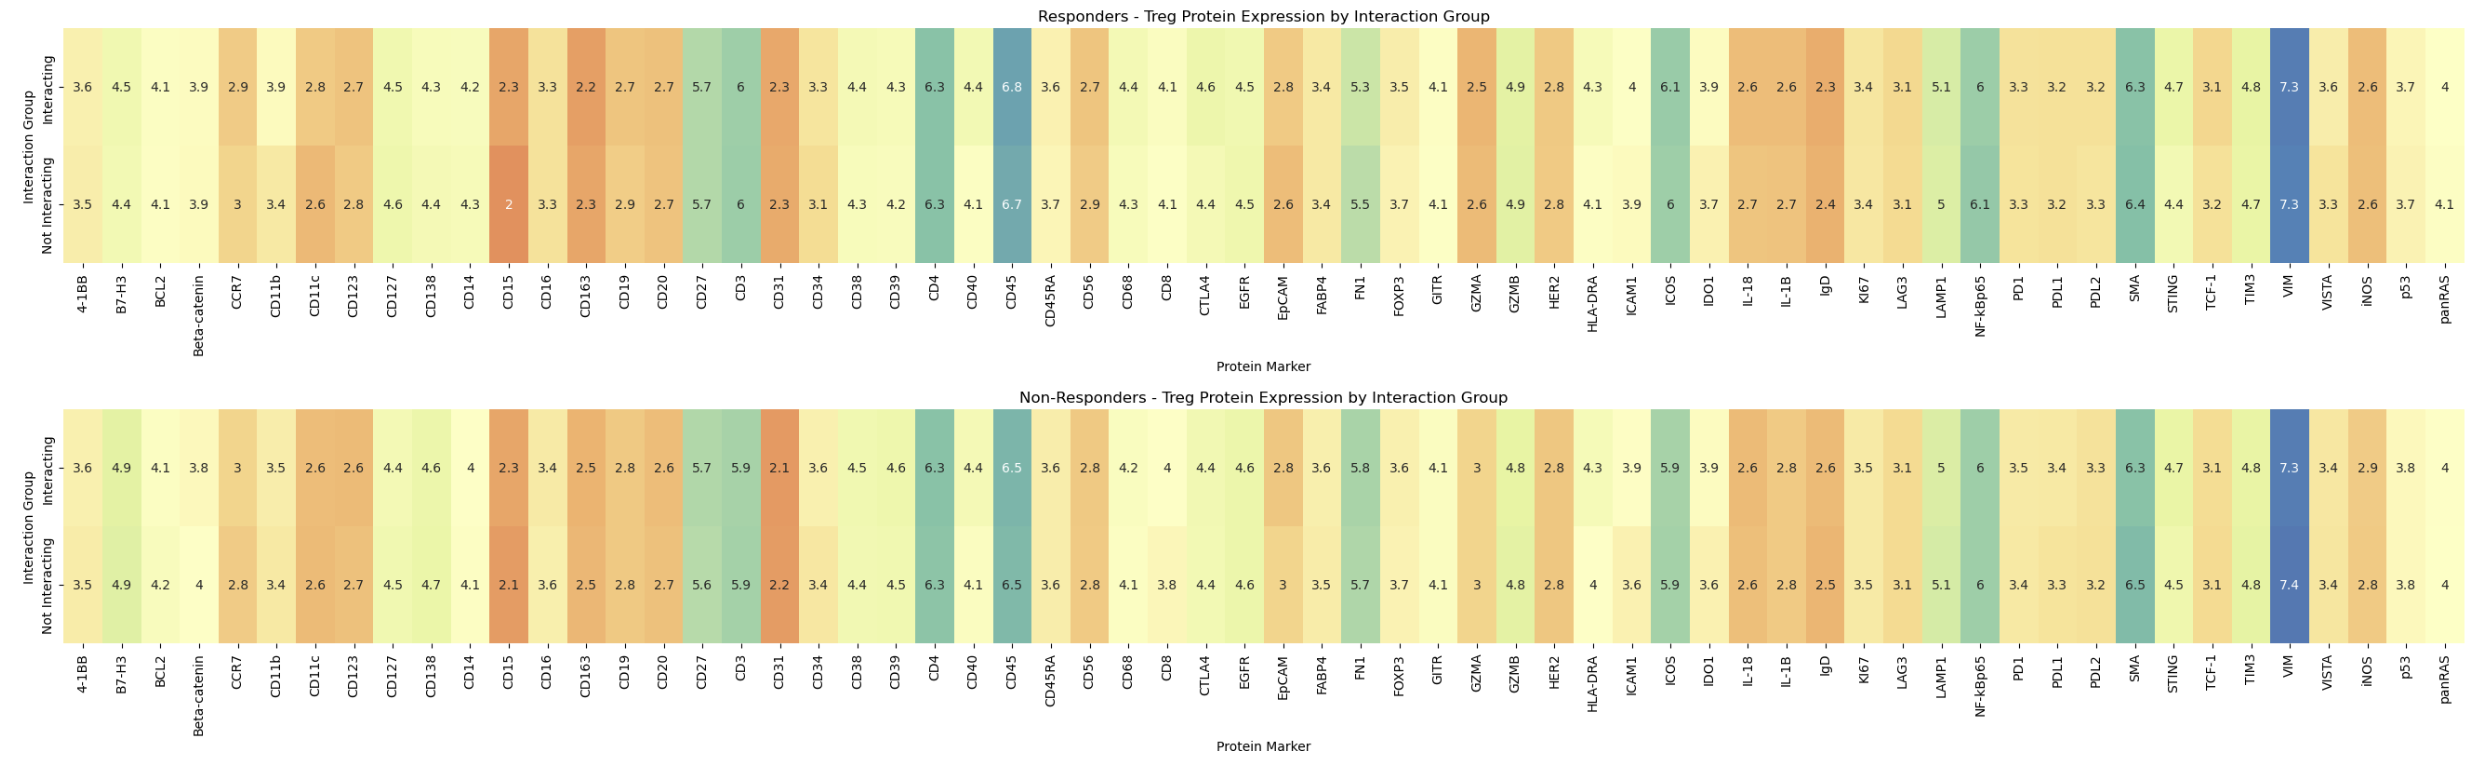 Responders - Treg Protein Expression by Interaction Group
Interaction Group
Interacting
3.6 4.5 4.1 3.9 2.9 3.9 2.8 2.7 4.5 4.3 4.2 2.3 3.3 2.2 2.7 2.7 5.7 6 2.3 3.3 4.4 4.3 6.3 4.4 6.8 3.6 2.7 4.4 4.1 4.6 4.5 2.8 3.4 5.3 3.5 4.1 2.5 4.9 2.8 4.3 4 6.1 3.9 2.6 2.6 2.3 3.4 3.1 5.1 6 3.3 3.2 3.2 6.3 4.7 3.1 4.8 7.3 3.6 2.6 3.7 4
Not Interacting
3.5 4.4 4.1 3.9 3 3.4 2.6 2.8 4.6 4.4 4.3 2 3.3 2.3 2.9 2.7 5.7 6 2.3 3.1 4.3 4.2 6.3 4.1 6.7 3.7 2.9 4.3 4.1 4.4 4.5 2.6 3.4 5.5 3.7 4.1 2.6 4.9 2.8 4.1 3.9 6 3.7 2.7 2.7 2.4 3.4 3.1 5 6.1 3.3 3.2 3.3 6.4 4.4 3.2 4.7 7.3 3.3 2.6 3.7 4.1
4-1BB B7-H3 BCL2 Beta-catenin CCR7 CD11b CD11c CD123 CD127 CD138 CD14 CD15 CD16 CD163 CD19 CD20 CD27 CD3 CD31 CD34 CD38 CD39 CD4 CD40 CD45 CD45RA CD56 CD68 CD8 CTLA4 EGFR EpCAM FABP4 FN1 FOXP3 GITR GZMA GZMB HER2 HLA-DRA ICAM1 ICOS IDO1 IL-18 IL-1B IgD KI67 LAG3 LAMP1 NF-kBp65 PD1 PDL1 PDL2 SMA STING TCF-1 TIM3 VIM VISTA iNOS p53 panRAS
Protein Marker
Non-Responders - Treg Protein Expression by Interaction Group
Interaction Group
Interacting
3.6 4.9 4.1 3.8 3 3.5 2.6 2.6 4.4 4.6 4 2.3 3.4 2.5 2.8 2.6 5.7 5.9 2.1 3.6 4.5 4.6 6.3 4.4 6.5 3.6 2.8 4.2 4 4.4 4.6 2.8 3.6 5.8 3.6 4.1 3 4.8 2.8 4.3 3.9 5.9 3.9 2.6 2.8 2.6 3.5 3.1 5 6 3.5 3.4 3.3 6.3 4.7 3.1 4.8 7.3 3.4 2.9 3.8 4
Not Interacting
3.5 4.9 4.2 4 2.8 3.4 2.6 2.7 4.5 4.7 4.1 2.1 3.6 2.5 2.8 2.7 5.6 5.9 2.2 3.4 4.4 4.5 6.3 4.1 6.5 3.6 2.8 4.1 3.8 4.4 4.6 3 3.5 5.7 3.7 4.1 3 4.8 2.8 4 3.6 5.9 3.6 2.6 2.8 2.5 3.5 3.1 5.1 6 3.4 3.3 3.2 6.5 4.5 3.1 4.8 7.4 3.4 2.8 3.8 4
4-1BB B7-H3 BCL2 Beta-catenin CCR7 CD11b CD11c CD123 CD127 CD138 CD14 CD15 CD16 CD163 CD19 CD20 CD27 CD3 CD31 CD34 CD38 CD39 CD4 CD40 CD45 CD45RA CD56 CD68 CD8 CTLA4 EGFR EpCAM FABP4 FN1 FOXP3 GITR GZMA GZMB HER2 HLA-DRA ICAM1 ICOS IDO1 IL-18 IL-1B IgD KI67 LAG3 LAMP1 NF-kBp65 PD1 PDL1 PDL2 SMA STING TCF-1 TIM3 VIM VISTA iNOS p53 panRAS
Protein Marker